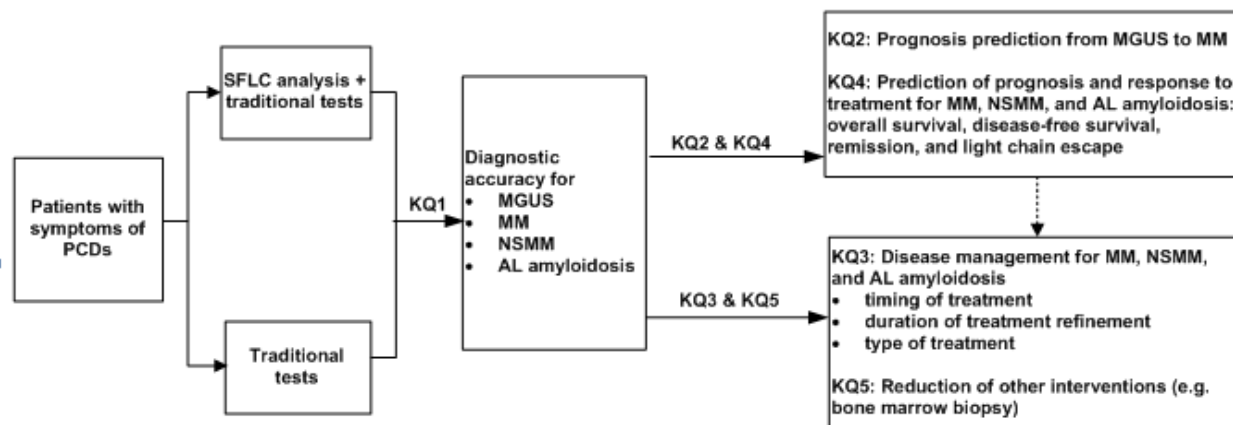 Patients with
symptoms of
PCDs
SFLC analysis +
traditional tests
Traditional
tests
KQ1
Diagnostic
accuracy for
• MGUS
• MM
• NSMM
• AL amyloidosis
KQ2 & KQ4
KQ3 & KQ5
KQ2: Prognosis prediction from MGUS to MM
KQ4: Prediction of prognosis and response to
treatment for MM, NSMM, and AL amyloidosis:
overall survival, disease-free survival,
remission, and light chain escape
KQ3: Disease management for MM, NSMM,
and AL amyloidosis
• timing of treatment
• duration of treatment refinement
• type of treatment
KQ5: Reduction of other interventions (e.g.
bone marrow biopsy)